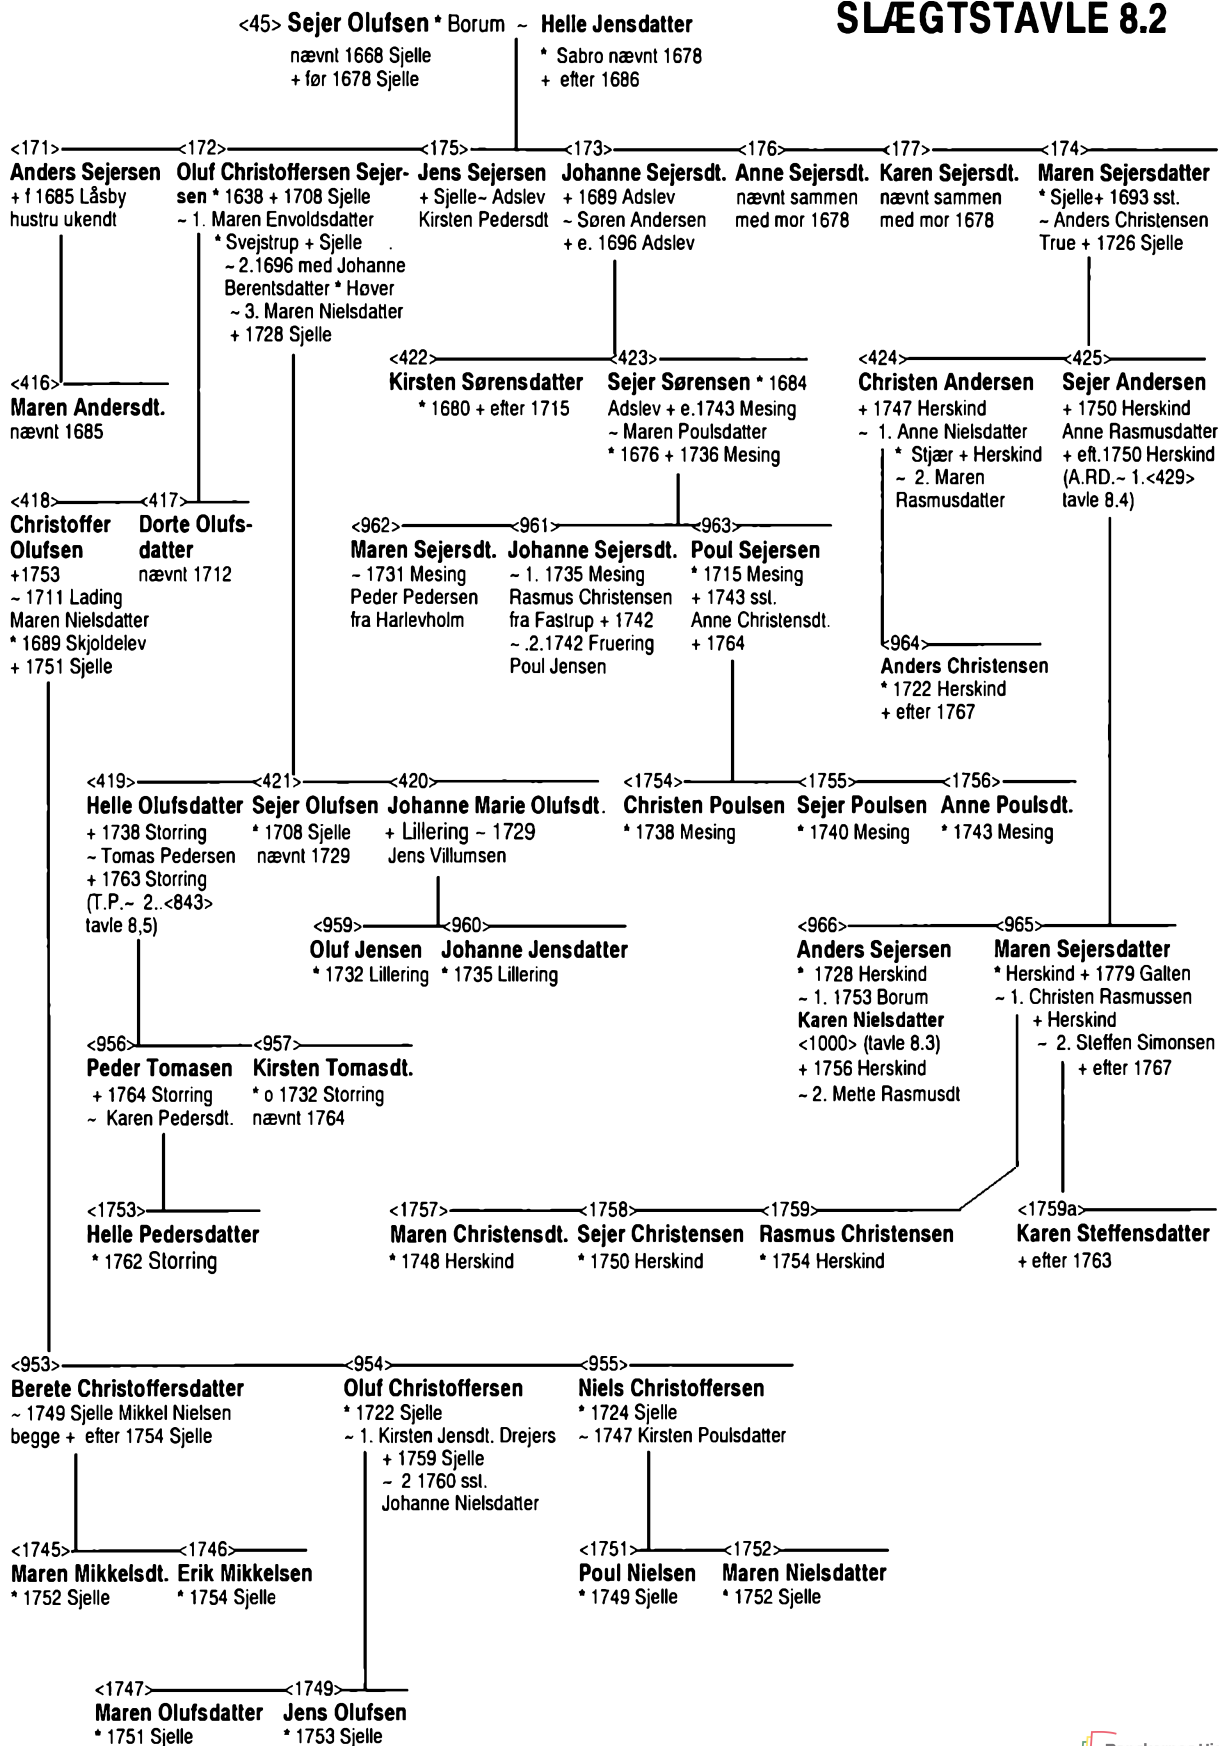 SLÆGTSTAVLE 8.2
<45> Sejer Olufsen * Borum ~ Helle Jensdatter
nævnt 1668 Sjelle
+ før 1678 Sjelle
* Sabro nævnt 1678
+ efter 1686
<171>
Anders Sejersen
+ f 1685 Låsby
hustru ukendt
<172>
Oluf Christoffersen Sejer-
sen * 1638 + 1708 Sjelle
~ 1. Maren Envoldsdatter
* Svejstrup + Sjelle
~ 2.1696 med Johanne
Berentsdatter * Høver
~ 3. Maren Nielsdatter
+ 1728 Sjelle
<175>
Jens Sejersen
+ Sjelle~ Adslev
Kirsten Pedersdt
<173>
Johanne Sejersdt.
+ 1689 Adslev
~ Søren Andersen
+ e. 1696 Adslev
<176>
Anne Sejersdt.
nævnt sammen
med mor 1678
<177>
Karen Sejersdt.
nævnt sammen
med mor 1678
<174>
Maren Sejersdatter
* Sjelle+ 1693 sst.
~ Anders Christensen
True + 1726 Sjelle
<416>
Maren Andersdt.
nævnt 1685
<422>
Kirsten Sørensdatter
* 1680 + efter 1715
<423>
Sejer Sørensen * 1684
Adslev + e.1743 Mesing
~ Maren Poulsdatter
* 1676 + 1736 Mesing
<424>
Christen Andersen
+ 1747 Herskind
~ 1. Anne Nielsdatter
* Stjær + Herskind
~ 2. Maren
Rasmusdatter
<425>
Sejer Andersen
+ 1750 Herskind
Anne Rasmusdatter
+ eft.1750 Herskind
(A.RD.~ 1.<429>
tavle 8.4)
<418>
Christoffer
Olufsen
+1753
~ 1711 Lading
Maren Nielsdatter
* 1689 Skjoldelev
+ 1751 Sjelle
<417>
Dorte Olufs-
datter
nævnt 1712
<962>
Maren Sejersdt.
~ 1731 Mesing
Peder Pedersen
fra Harlevholm
<961>
Johanne Sejersdt.
~ 1. 1735 Mesing
Rasmus Christensen
fra Fastrup + 1742
~ .2.1742 Fruering
Poul Jensen
<963>
Poul Sejersen
* 1715 Mesing
+ 1743 sst.
Anne Christensdt.
+ 1764
<964>
Anders Christensen
* 1722 Herskind
+ efter 1767
<419>
Helle Olufsdatter
+ 1738 Storring
~ Tomas Pedersen
+ 1763 Storring
(T.P.~ 2..<843>
tavle 8,5)
<421>
Sejer Olufsen
* 1708 Sjelle
nævnt 1729
<420>
Johanne Marie Olufsdt.
+ Lillering ~ 1729
Jens Villumsen
<1754>
Christen Poulsen
* 1738 Mesing
<1755>
Sejer Poulsen
* 1740 Mesing
<1756>
Anne Poulsdt.
* 1743 Mesing
<959>
Oluf Jensen
* 1732 Lillering
<960>
Johanne Jensdatter
* 1735 Lillering
<966>
Anders Sejersen
* 1728 Herskind
~ 1. 1753 Borum
Karen Nielsdatter
<1000> (tavle 8.3)
+ 1756 Herskind
~ 2. Mette Rasmusdt
<965>
Maren Sejersdatter
* Herskind + 1779 Galten
~ 1. Christen Rasmussen
+ Herskind
~ 2. Steffen Simonsen
+ efter 1767
<956>
Peder Tomasen
+ 1764 Storring
~ Karen Pedersdt.
<957>
Kirsten Tomasdt.
* o 1732 Storring
nævnt 1764
<1753>
Helle Pedersdatter
* 1762 Storring
<1757>
Maren Christensdt.
* 1748 Herskind
<1758>
Sejer Christensen
* 1750 Herskind
<1759>
Rasmus Christensen
* 1754 Herskind
<1759a>
Karen Steffensdatter
+ efter 1763
<953>
Berete Christoffersdatter
~ 1749 Sjelle Mikkel Nielsen
begge + efter 1754 Sjelle
<954>
Oluf Christoffersen
* 1722 Sjelle
~ 1. Kirsten Jensdt. Drejers
+ 1759 Sjelle
~ 2 1760 sst.
Johanne Nielsdatter
<955>
Niels Christoffersen
* 1724 Sjelle
~ 1747 Kirsten Poulsdatter
<1745>
Maren Mikkelsdt.
* 1752 Sjelle
<1746>
Erik Mikkelsen
* 1754 Sjelle
<1751>
Poul Nielsen
* 1749 Sjelle
<1752>
Maren Nielsdatter
* 1752 Sjelle
<1747>
Maren Olufsdatter
* 1751 Sjelle
<1749>
Jens Olufsen
* 1753 Sjelle